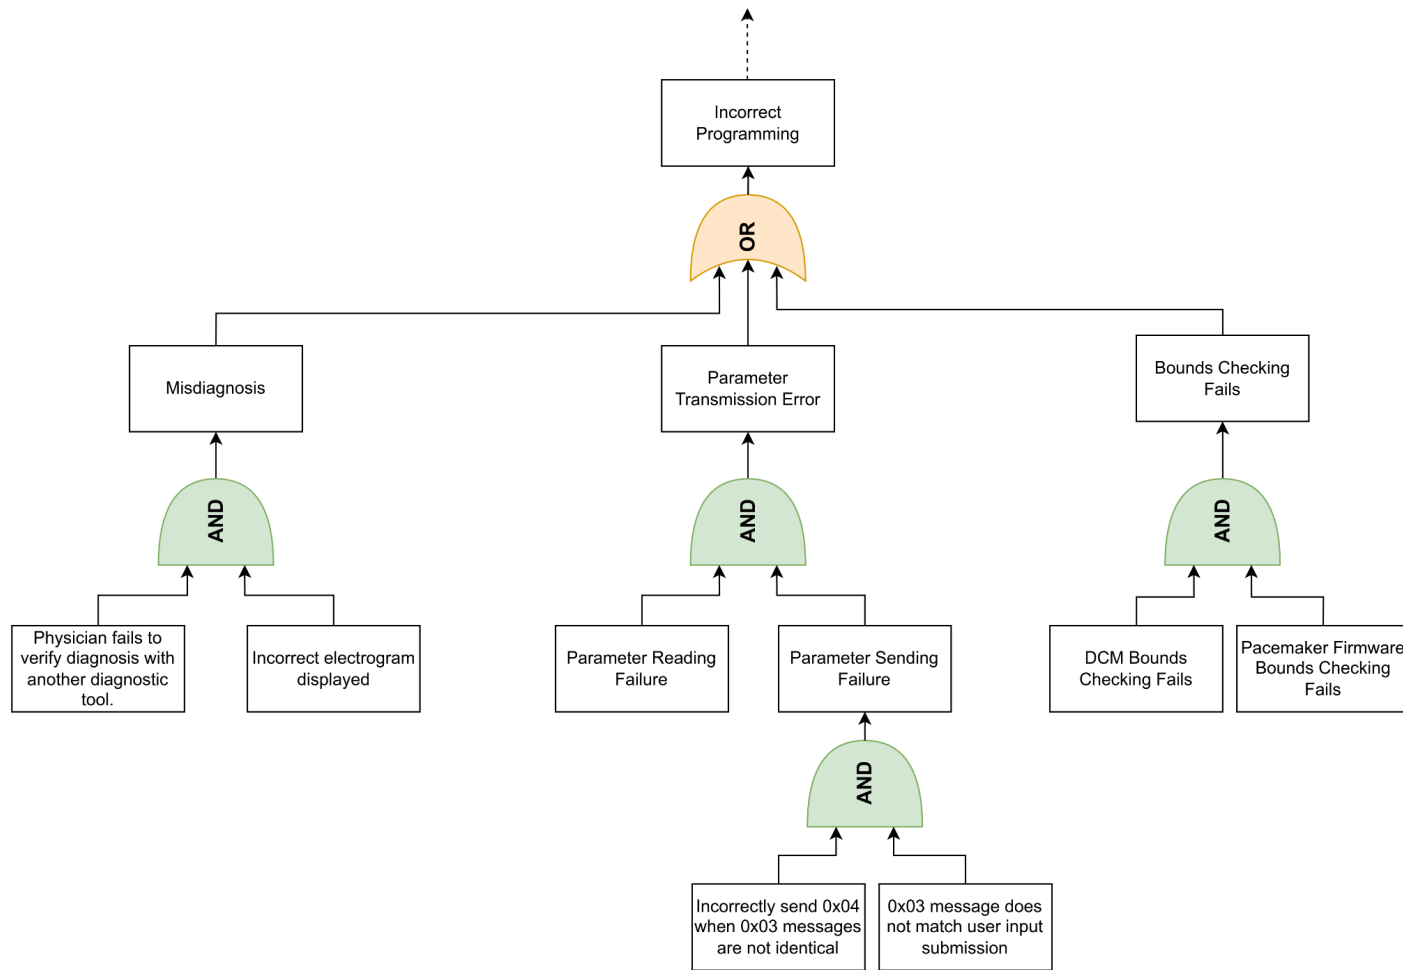 Incorrect
Programming
OR
Misdiagnosis
Parameter
Transmission Error
Bounds Checking
Fails
AND
AND
AND
Physician fails to
verify diagnosis with
another diagnostic
tool.
Incorrect electrogram
displayed
Parameter Reading
Failure
Parameter Sending
Failure
DCM Bounds
Checking Fails
Pacemaker Firmware
Bounds Checking
Fails
AND
Incorrectly send 0x04
when 0x03 messages
are not identical
0x03 message does
not match user input
submission